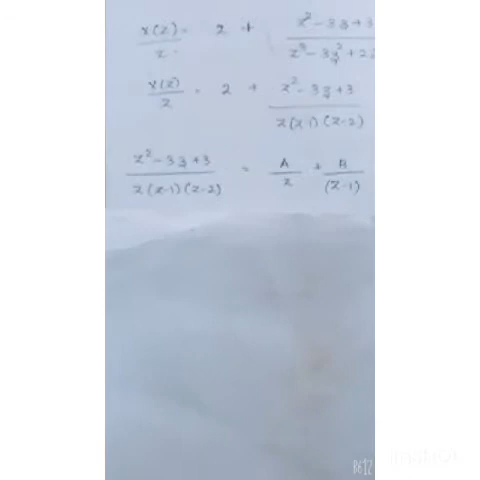 X(z)/z = 2 + z² - 3z + 3 / z³ - 3z² + 2z
X(z)/z = 2 + z² - 3z + 3 / z(z-1)(z-2)
z² - 3z + 3 / z(z-1)(z-2) = A/z + B/(z-1)
B612